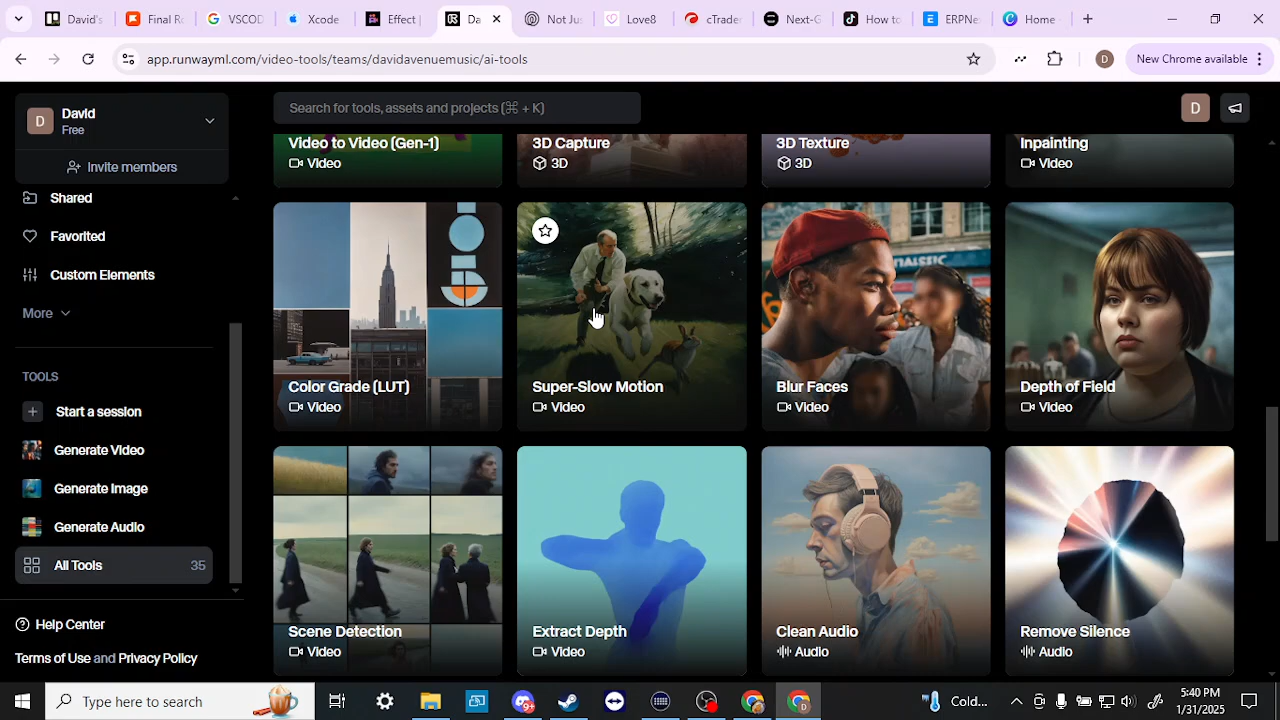 David'
Final Re
VSCOD
Xcode
Effect
Da
Not Jus
Love8
cTrader
Next-G
How to
ERPNe
Home -
app.runwayml.com/video-tools/teams/davidavenuemusic/ai-tools
D
New Chrome available
D
David
Free
Invite members
Search for tools, assets and projects (⌘ + K)
D
Shared
Favorited
Custom Elements
More
TOOLS
Start a session
Generate Video
Generate Image
Generate Audio
All Tools 35
Help Center
Terms of Use and Privacy Policy
Video to Video (Gen-1)
Video
3D Capture
3D
3D Texture
3D
Inpainting
Video
Color Grade (LUT)
Video
Super-Slow Motion
Video
Blur Faces
Video
Depth of Field
Video
Scene Detection
Video
Extract Depth
Video
Clean Audio
Audio
Remove Silence
Audio
Type here to search
9+
D
Cold...
5:40 PM
1/31/2025